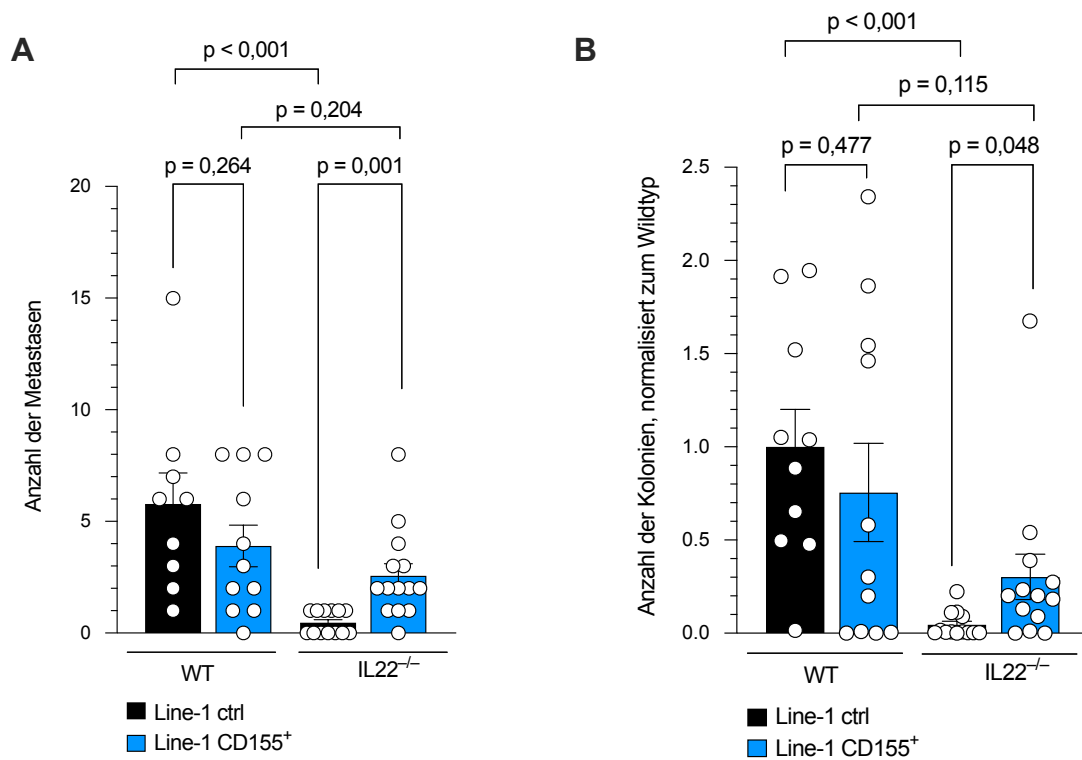 A
p < 0,001
p = 0,204
p = 0,264
p = 0,001
20
15
10
5
0
Anzahl der Metastasen
WT
IL22–/–
Line-1 ctrl
Line-1 CD155+
B
p < 0,001
p = 0,115
p = 0,477
p = 0,048
2.5
2.0
1.5
1.0
0.5
0.0
Anzahl der Kolonien, normalisiert zum Wildtyp
WT
IL22–/–
Line-1 ctrl
Line-1 CD155+